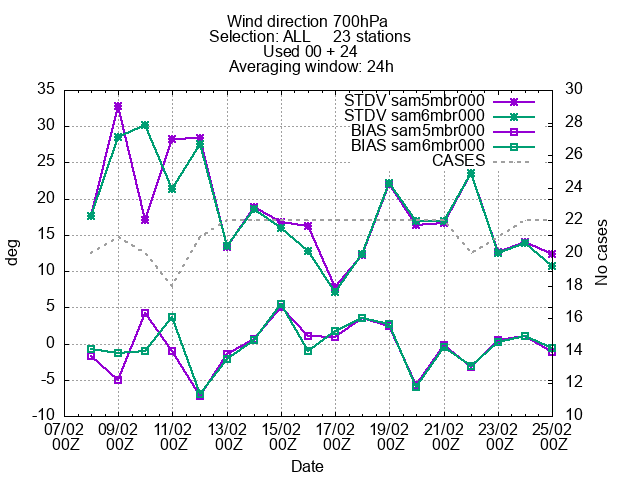 Wind direction 700hPa
Selection: ALL 23 stations
Used 00 + 24
Averaging window: 24h
STDV sam5mbr000
STDV sam6mbr000
BIAS sam5mbr000
BIAS sam6mbr000
CASES
deg
35
30
25
20
15
10
5
0
-5
-10
No cases
30
28
26
24
22
20
18
16
14
12
10
07/02 09/02 11/02 13/02 15/02 17/02 19/02 21/02 23/02 25/02
00Z 00Z 00Z 00Z 00Z 00Z 00Z 00Z 00Z 00Z
Date